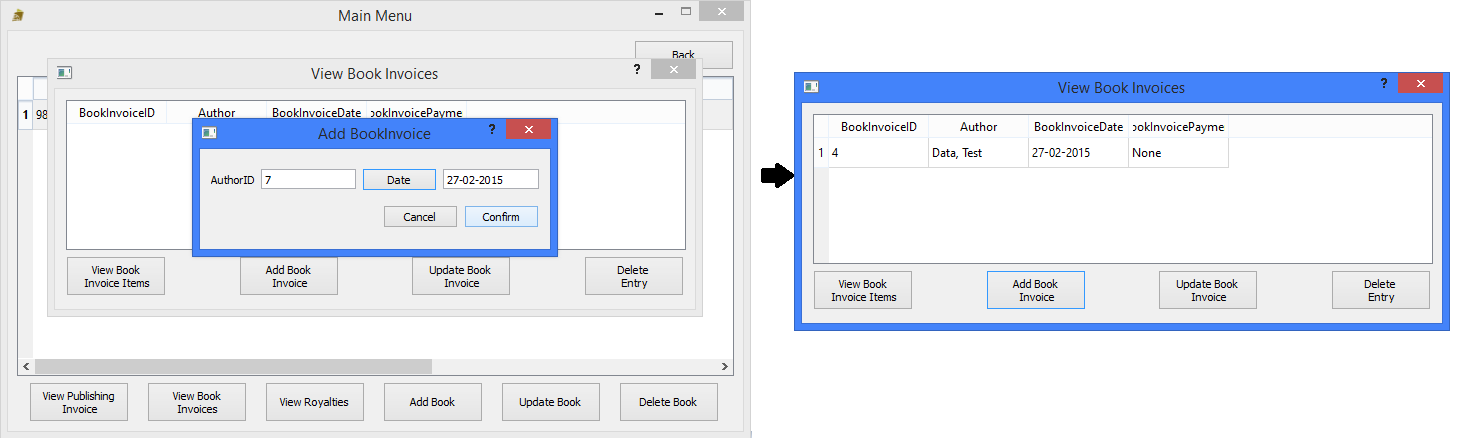 Main Menu
Back
View Book Invoices
?
BookInvoiceID Author BookInvoiceDate ookInvoicePayme
1 98
Add BookInvoice
?
AuthorID 7 Date 27-02-2015
Cancel Confirm
View Book
Invoice Items
Add Book
Invoice
Update Book
Invoice
Delete
Entry
View Publishing
Invoice
View Book
Invoices
View Royalties
Add Book
Update Book
Delete Book
View Book Invoices
?
BookInvoiceID Author BookInvoiceDate ookInvoicePayme
1 4 Data, Test 27-02-2015 None
View Book
Invoice Items
Add Book
Invoice
Update Book
Invoice
Delete
Entry